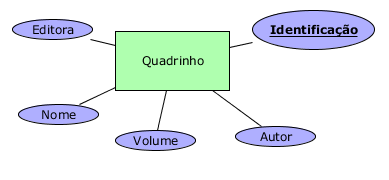 Editora
Identificação
Quadrinho
Nome
Volume
Autor